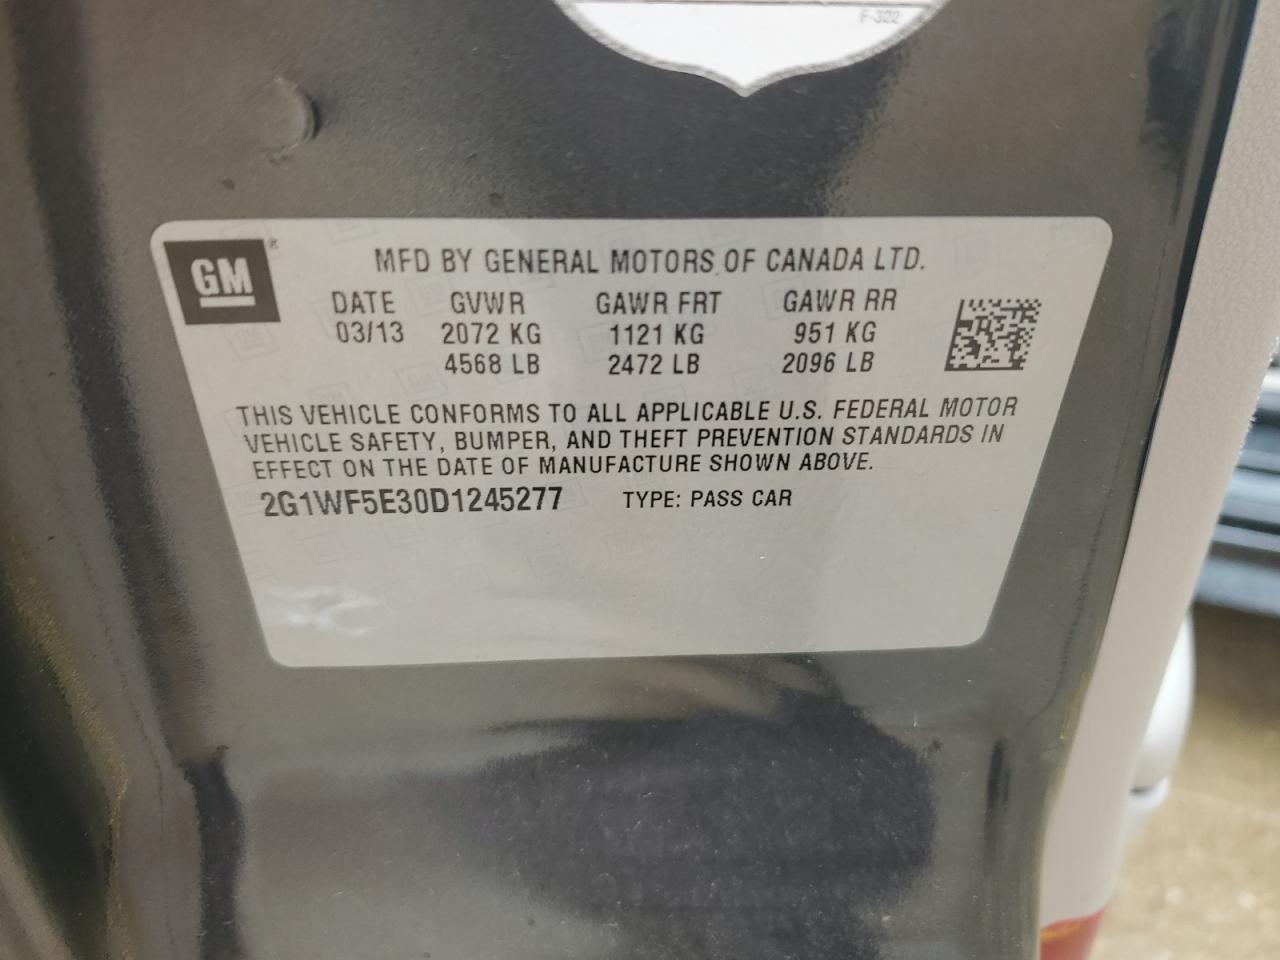 F-322
GM ®
MFD BY GENERAL MOTORS OF CANADA LTD.
DATE GVWR GAWR FRT GAWR RR
03/13 2072 KG 1121 KG 951 KG
4568 LB 2472 LB 2096 LB
THIS VEHICLE CONFORMS TO ALL APPLICABLE U.S. FEDERAL MOTOR
VEHICLE SAFETY, BUMPER, AND THEFT PREVENTION STANDARDS IN
EFFECT ON THE DATE OF MANUFACTURE SHOWN ABOVE.
2G1WF5E30D1245277 TYPE: PASS CAR